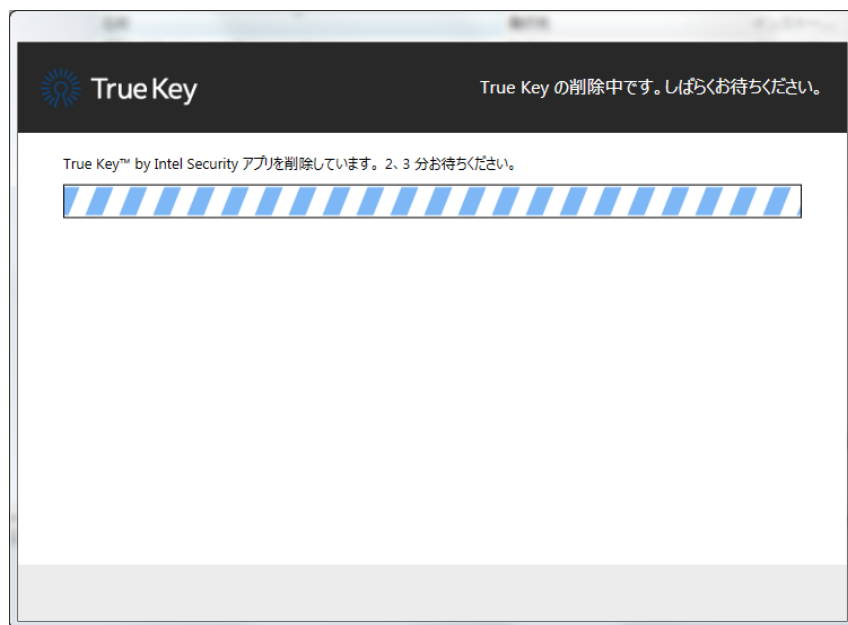 True Key
True Key の削除中です。しばらくお待ちください。
True Key™ by Intel Security アプリを削除しています。2、3 分お待ちください。